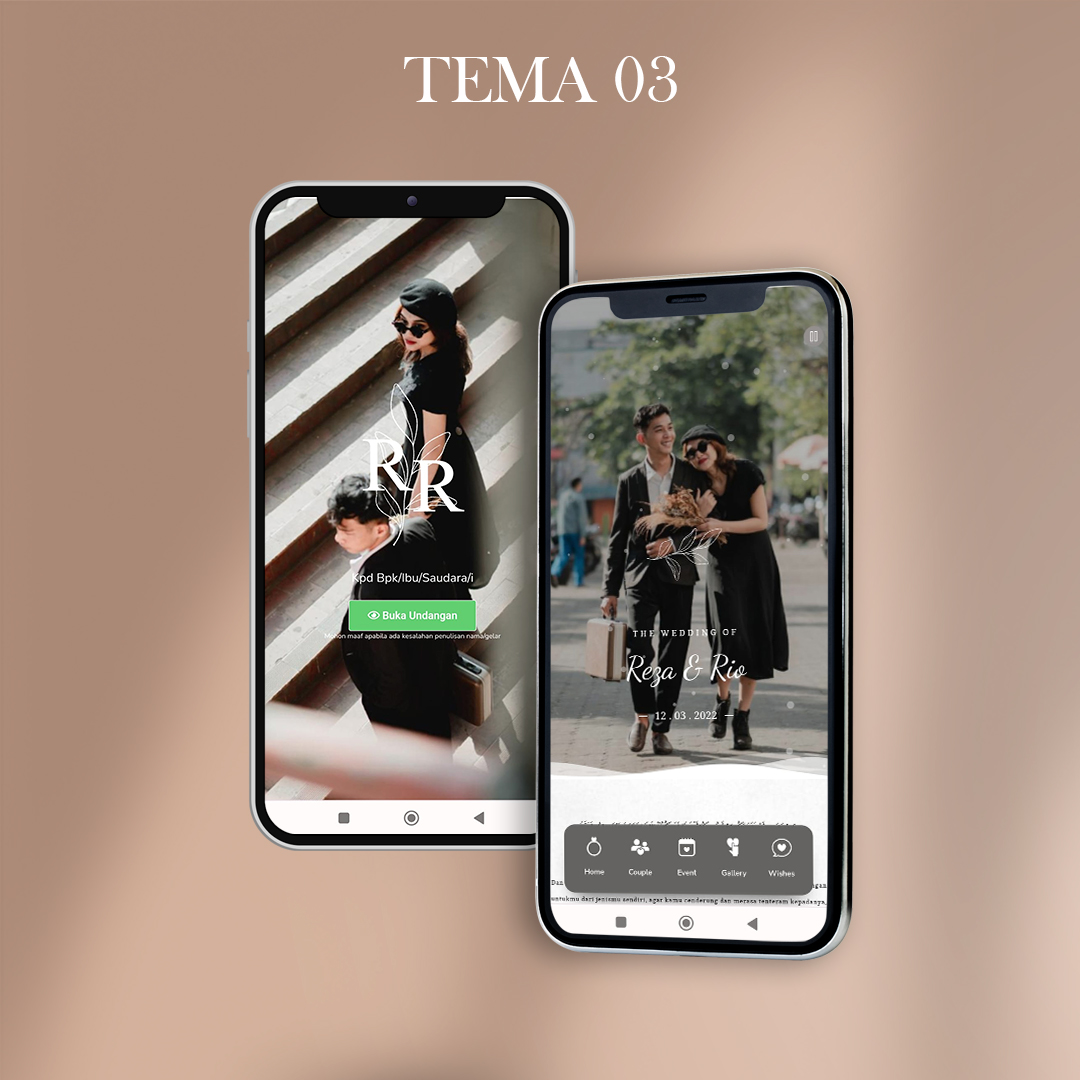 TEMA 03
R
R
Kpd Bpk/Ibu/Saudara/i
Buka Undangan
Mohon maaf apabila ada kesalahan penulisan nama/gelar
THE WEDDING OF
Reza & Rio
12 . 03 . 2022
Home Couple Event Gallery Wishes
Dan
untukmu dari jenismu sendiri, agar kamu cenderung dan merasa tenteram kepadanya,